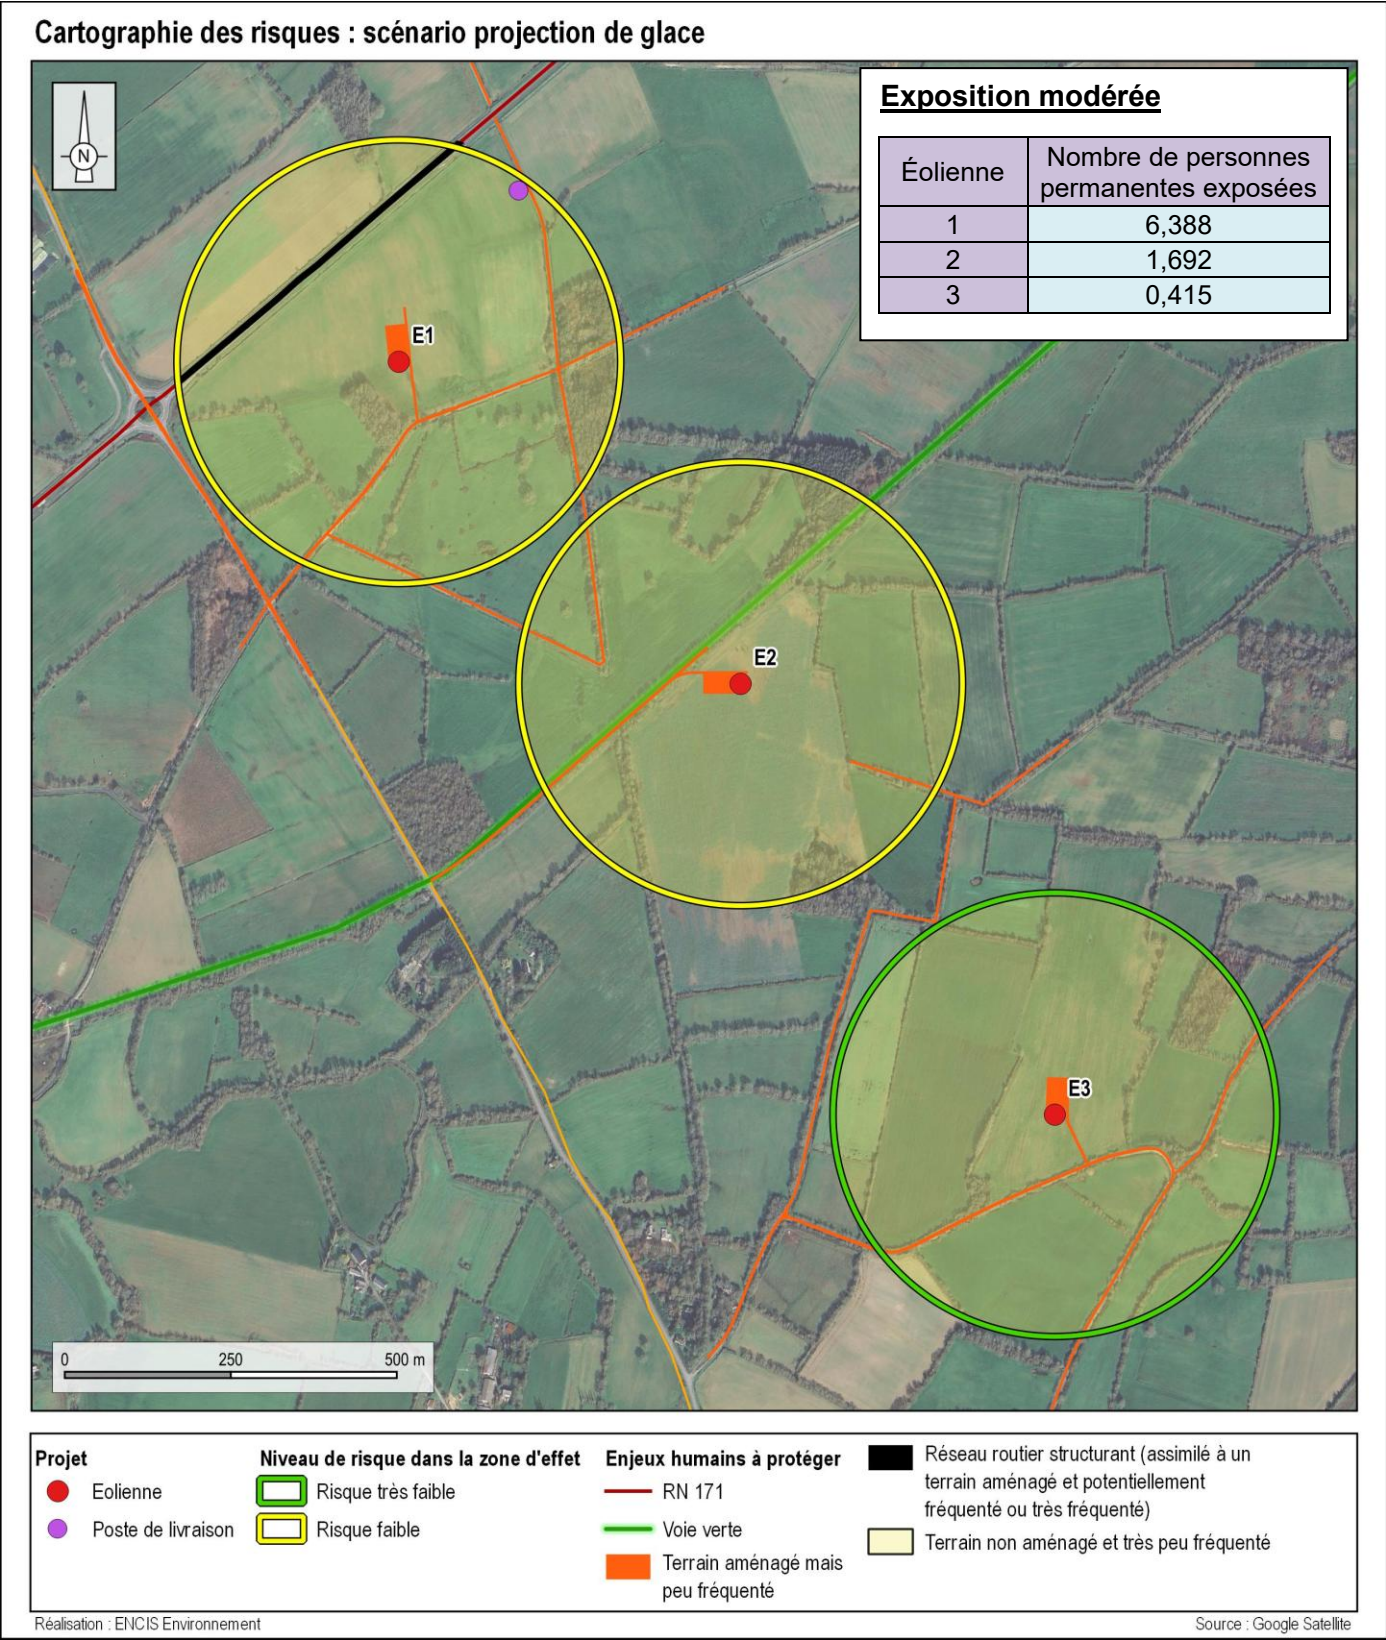 Cartographie des risques : scénario projection de glace
N
Exposition modérée
Éolienne Nombre de personnes
permanentes exposées
1 6,388
2 1,692
3 0,415
E1
E2
E3
0 250 500 m
Projet
Eolienne
Poste de livraison
Niveau de risque dans la zone d'effet
Risque très faible
Risque faible
Enjeux humains à protéger
RN 171
Voie verte
Terrain aménagé mais
peu fréquenté
Réseau routier structurant (assimilé à un
terrain aménagé et potentiellement
fréquenté ou très fréquenté)
Terrain non aménagé et très peu fréquenté
Réalisation : ENCIS Environnement
Source : Google Satellite